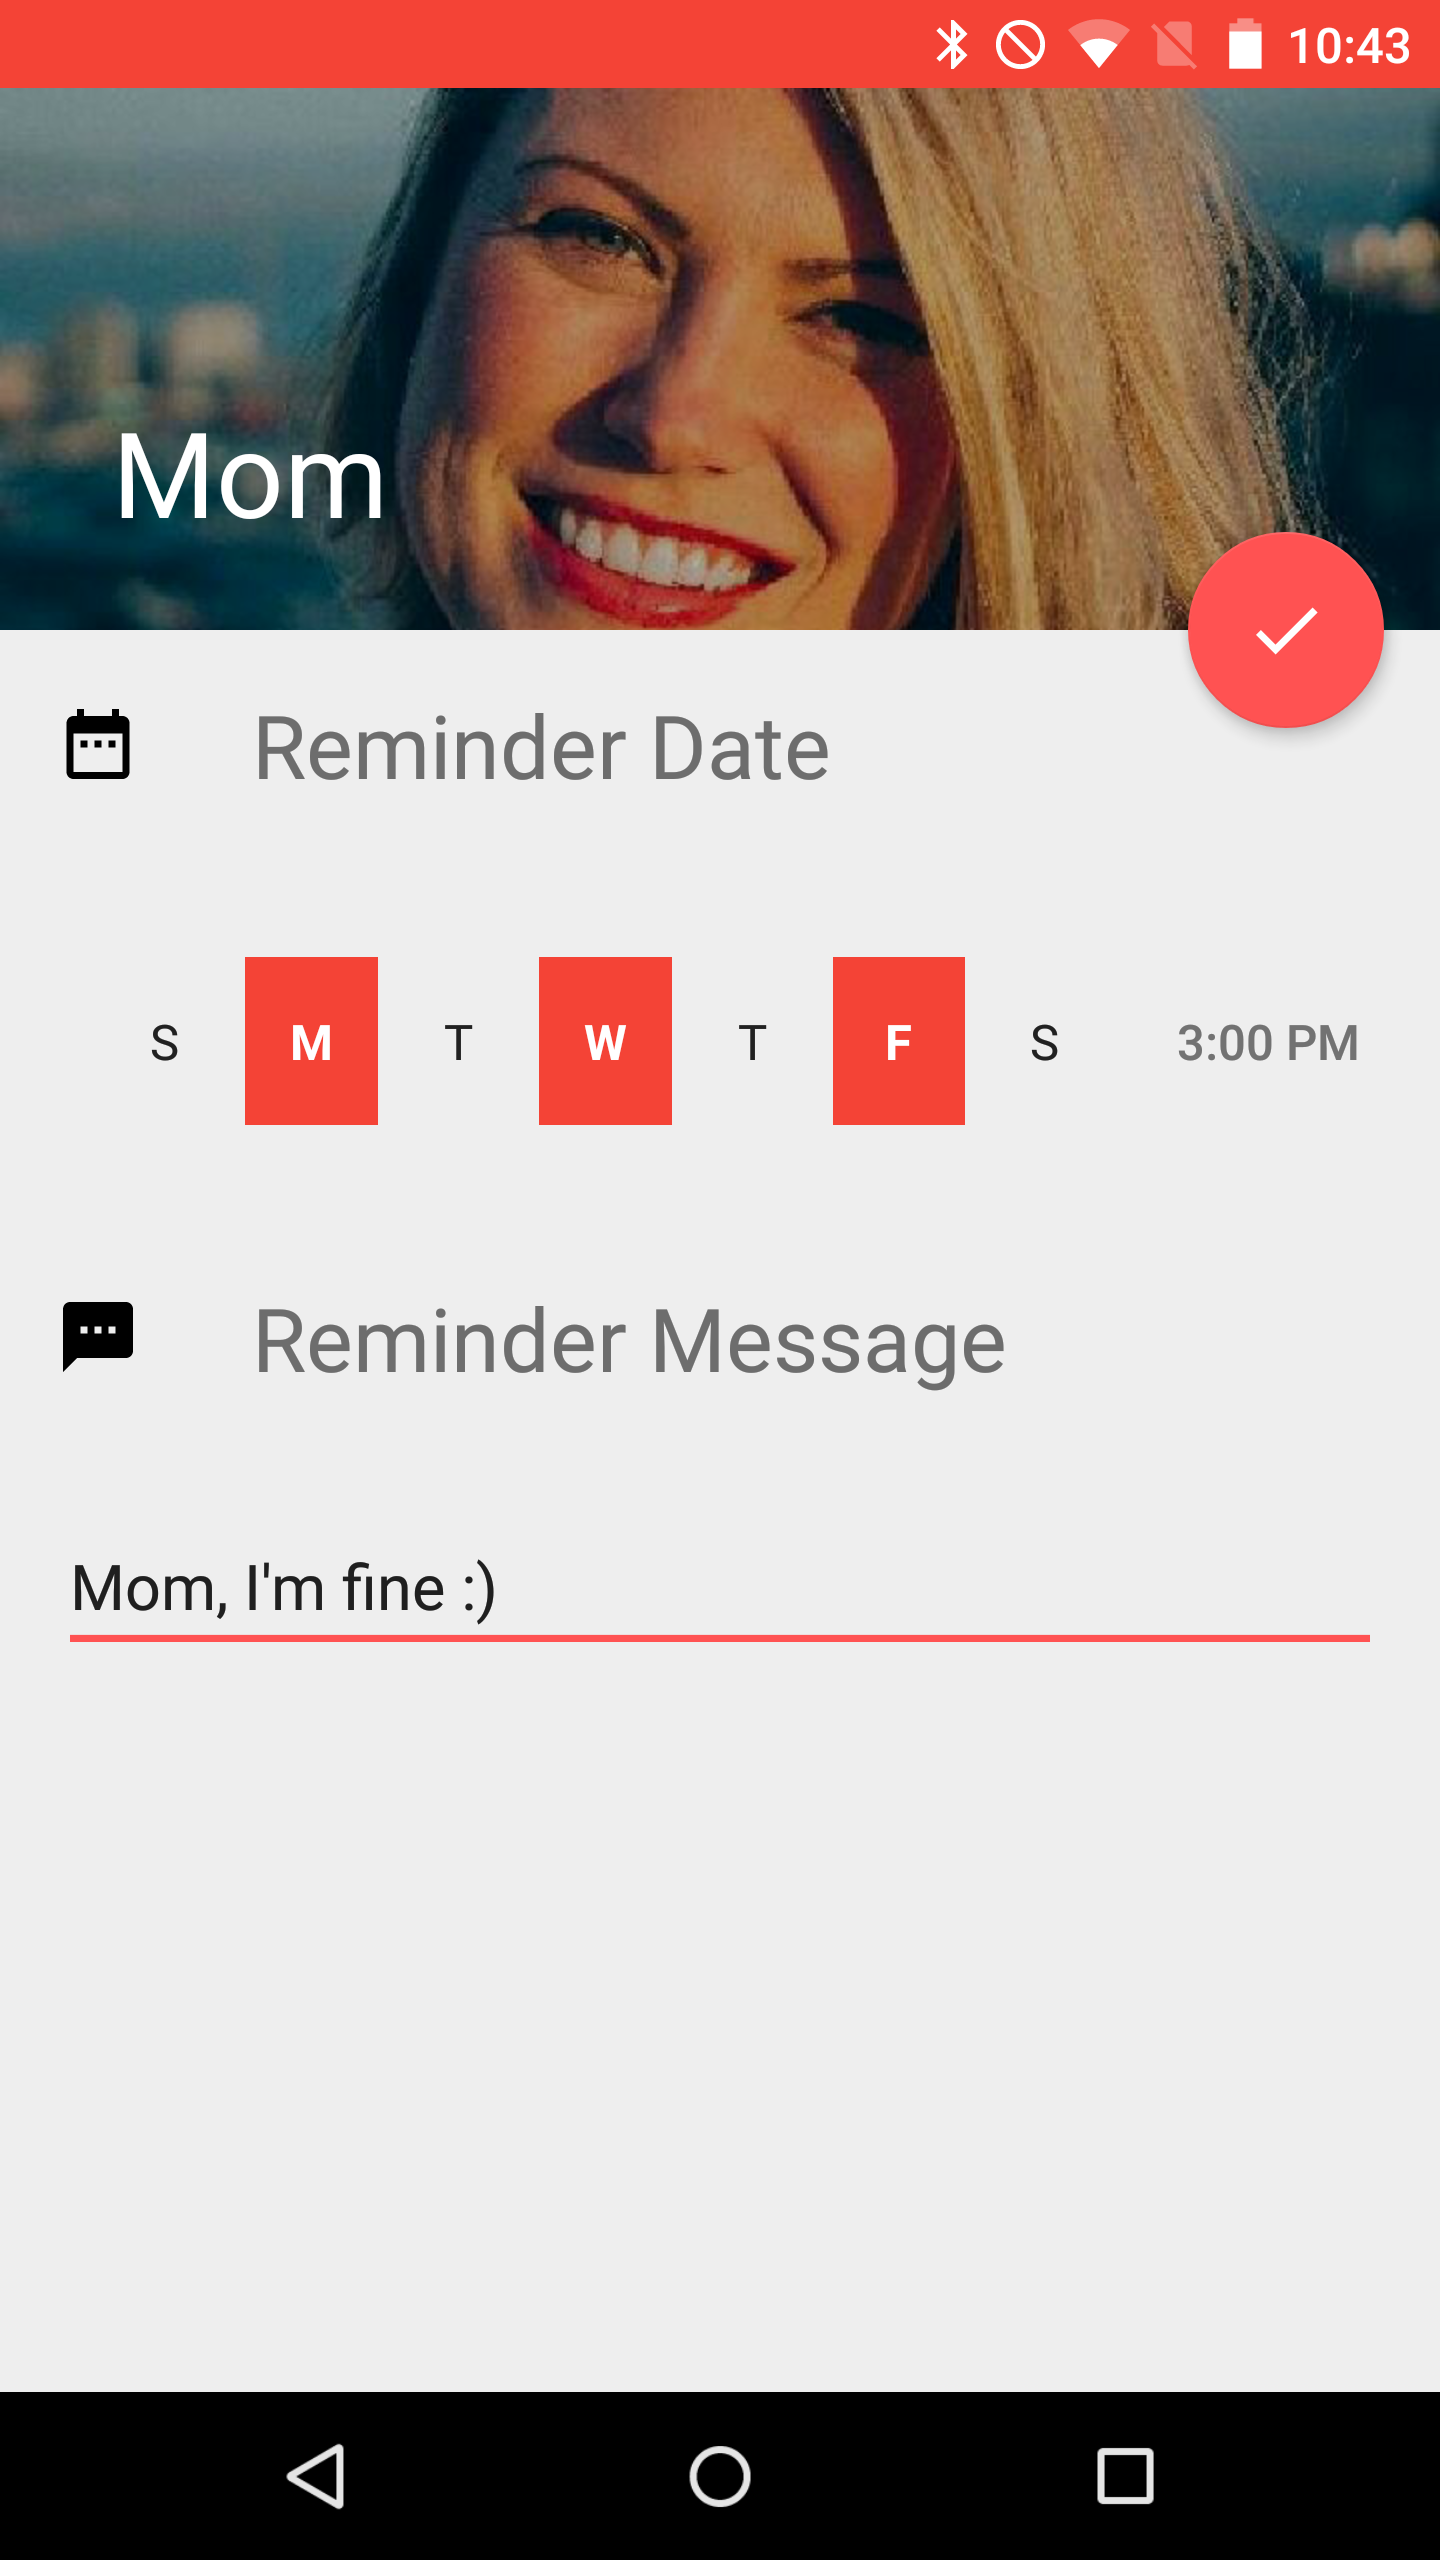 10:43
Mom
Reminder Date
S M T W T F S 3:00 PM
Reminder Message
Mom, I'm fine :)